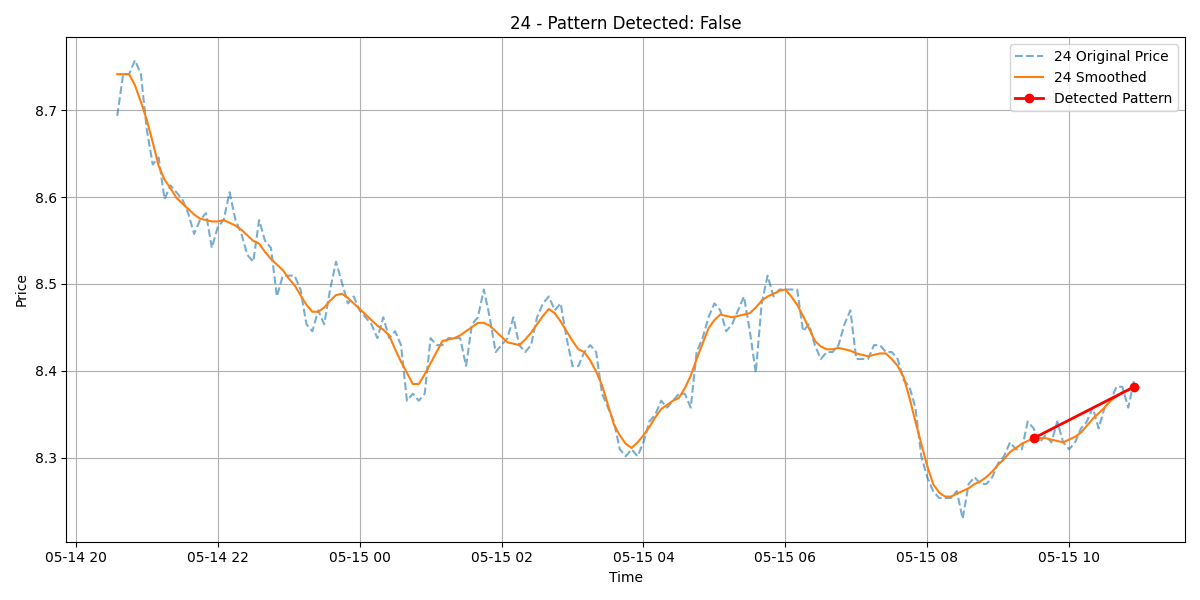 24 - Pattern Detected: False
24 Original Price
24 Smoothed
Detected Pattern
Price
8.7
8.6
8.5
8.4
8.3
05-14 20
05-14 22
05-15 00
05-15 02
05-15 04
05-15 06
05-15 08
05-15 10
Time